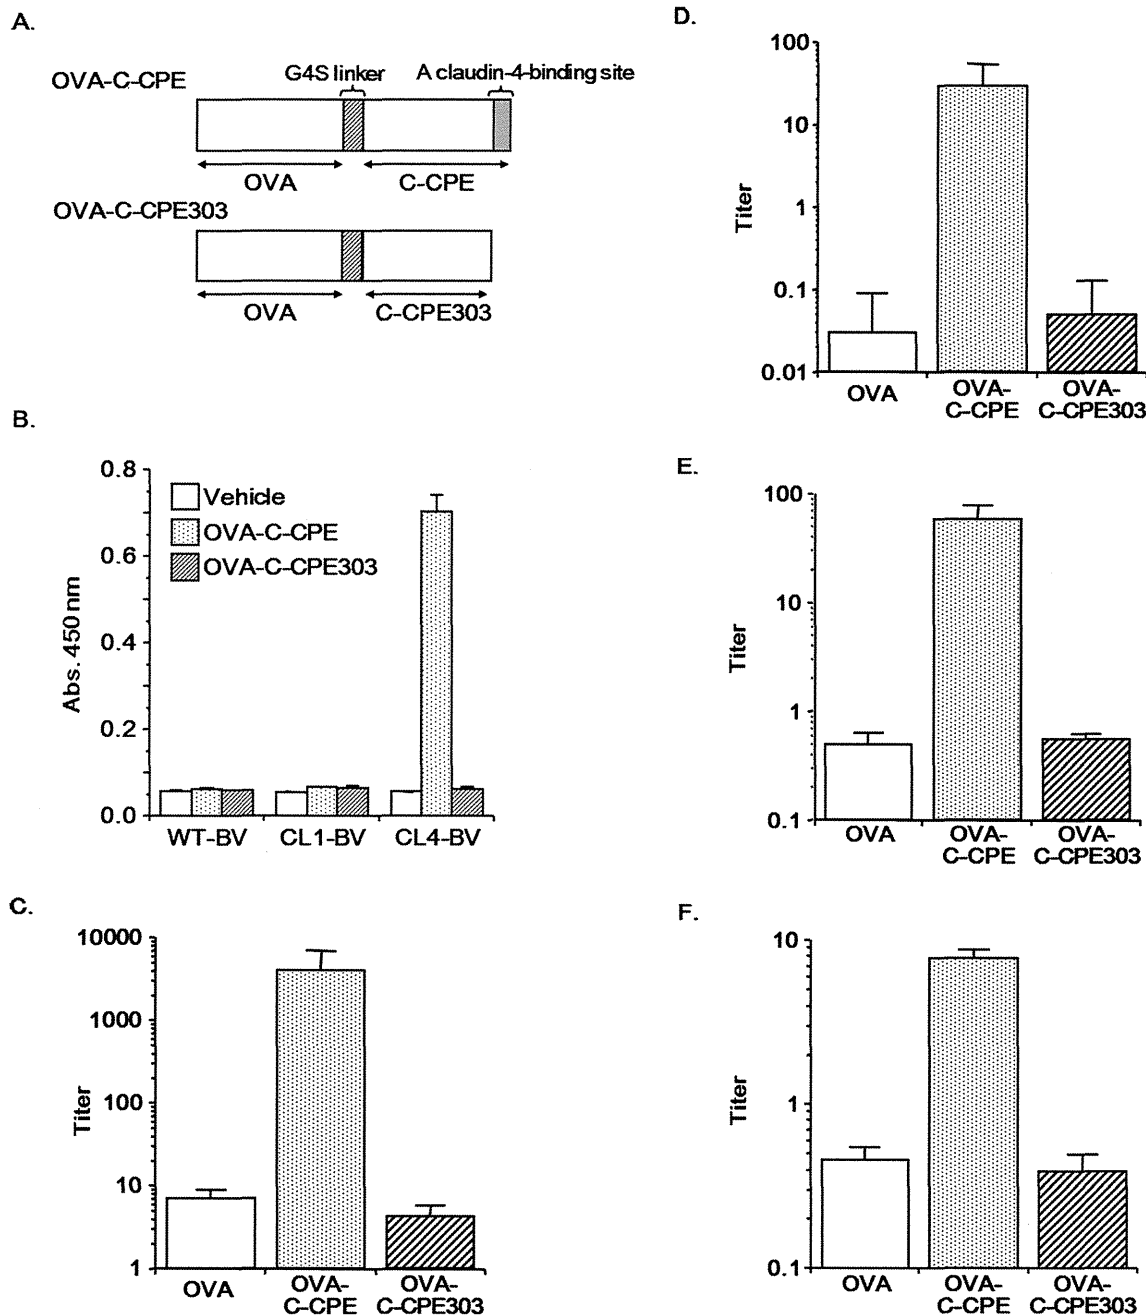 A.
OVA-C-CPE
G4S linker
A claudin-4-binding site
OVA
C-CPE
OVA-C-CPE303
OVA
C-CPE303
B.
0.8
0.6
0.4
0.2
0.0
Abs. 450 nm
Vehicle
OVA-C-CPE
OVA-C-CPE303
WT-BV
CL1-BV
CL4-BV
C.
10000
1000
100
10
1
Titer
OVA
OVA-
C-CPE
OVA-
C-CPE303
D.
100
10
1
0.1
0.01
Titer
OVA
OVA-
C-CPE
OVA-
C-CPE303
E.
100
10
1
0.1
Titer
OVA
OVA-
C-CPE
OVA-
C-CPE303
F.
10
1
0.1
Titer
OVA
OVA-
C-CPE
OVA-
C-CPE303